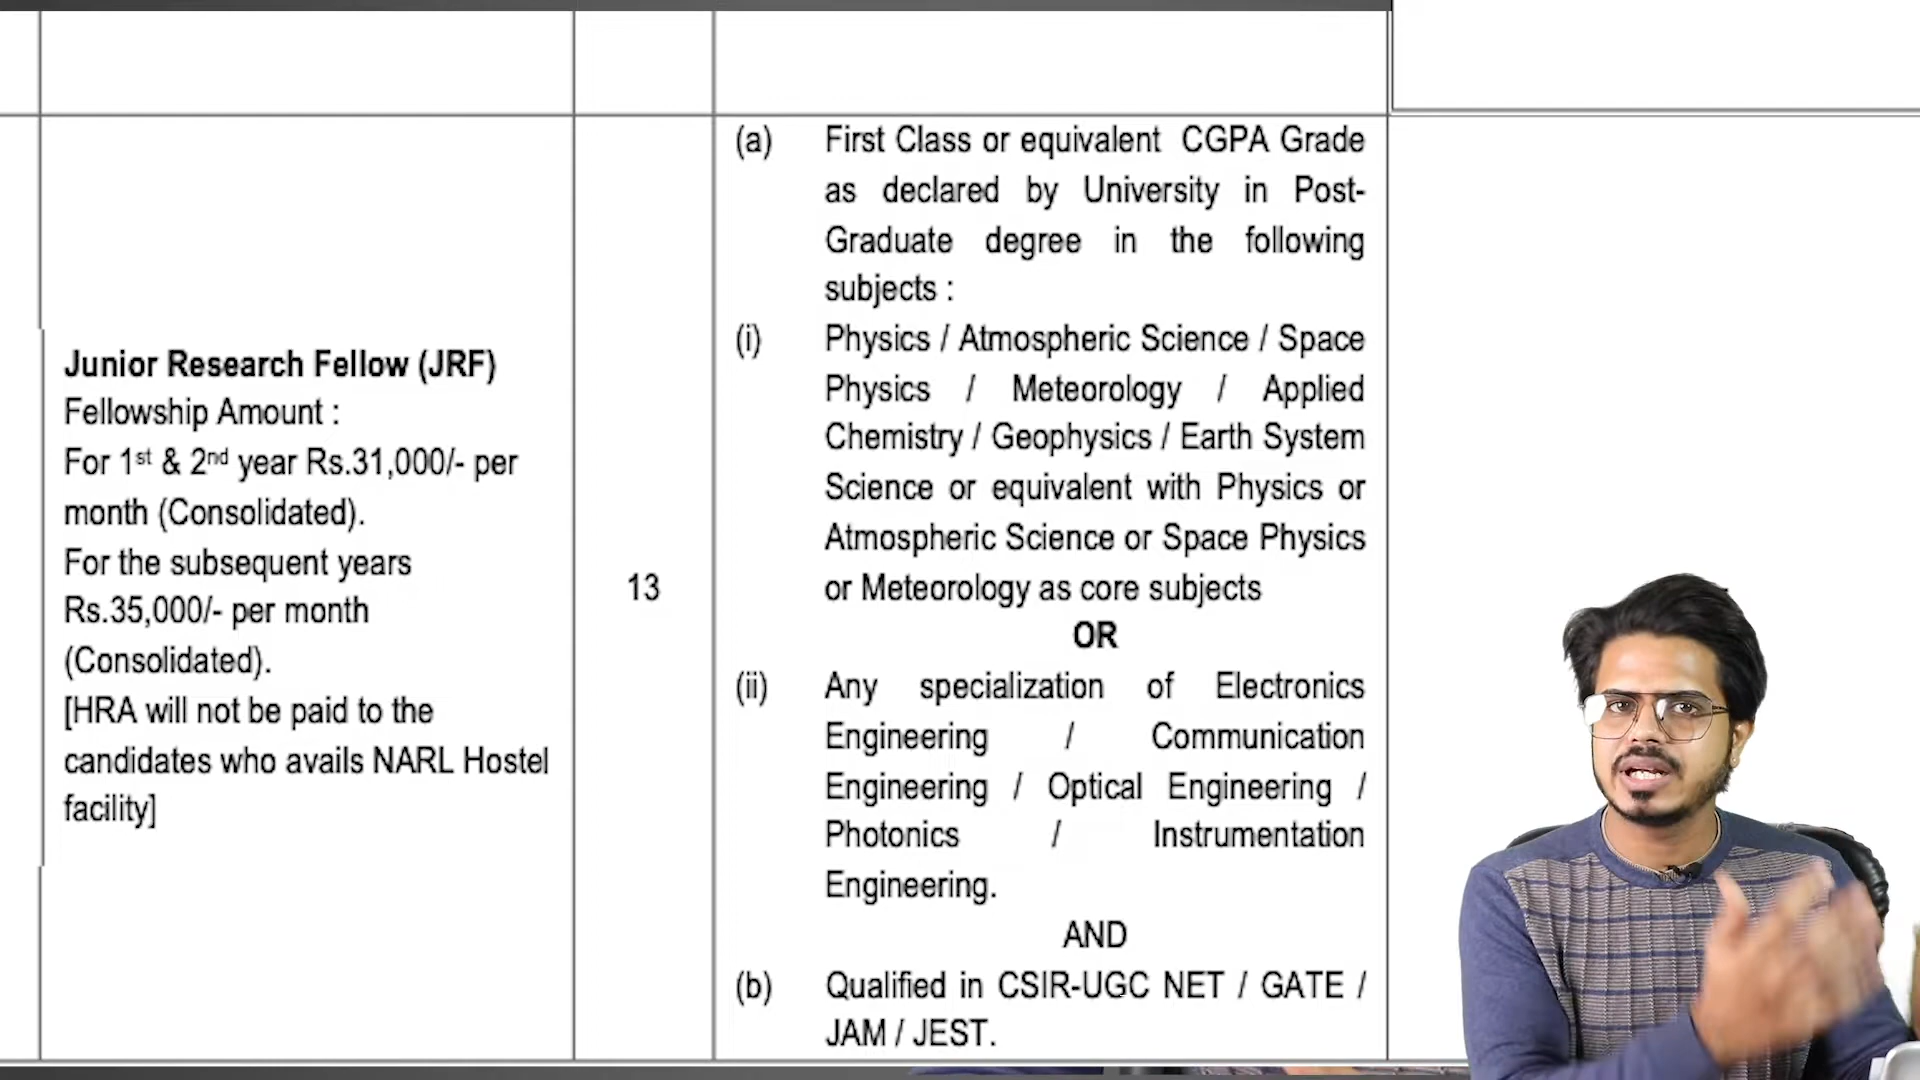 Junior Research Fellow (JRF)
Fellowship Amount :
For 1st & 2nd year Rs.31,000/- per
month (Consolidated).
For the subsequent years
Rs.35,000/- per month
(Consolidated).
[HRA will not be paid to the
candidates who avails NARL Hostel
facility]
13
(a) First Class or equivalent CGPA Grade
as declared by University in Post-
Graduate degree in the following
subjects :
(i) Physics / Atmospheric Science / Space
Physics / Meteorology / Applied
Chemistry / Geophysics / Earth System
Science or equivalent with Physics or
Atmospheric Science or Space Physics
or Meteorology as core subjects
OR
(ii) Any specialization of Electronics
Engineering / Communication
Engineering / Optical Engineering /
Photonics / Instrumentation
Engineering.
AND
(b) Qualified in CSIR-UGC NET / GATE /
JAM / JEST.